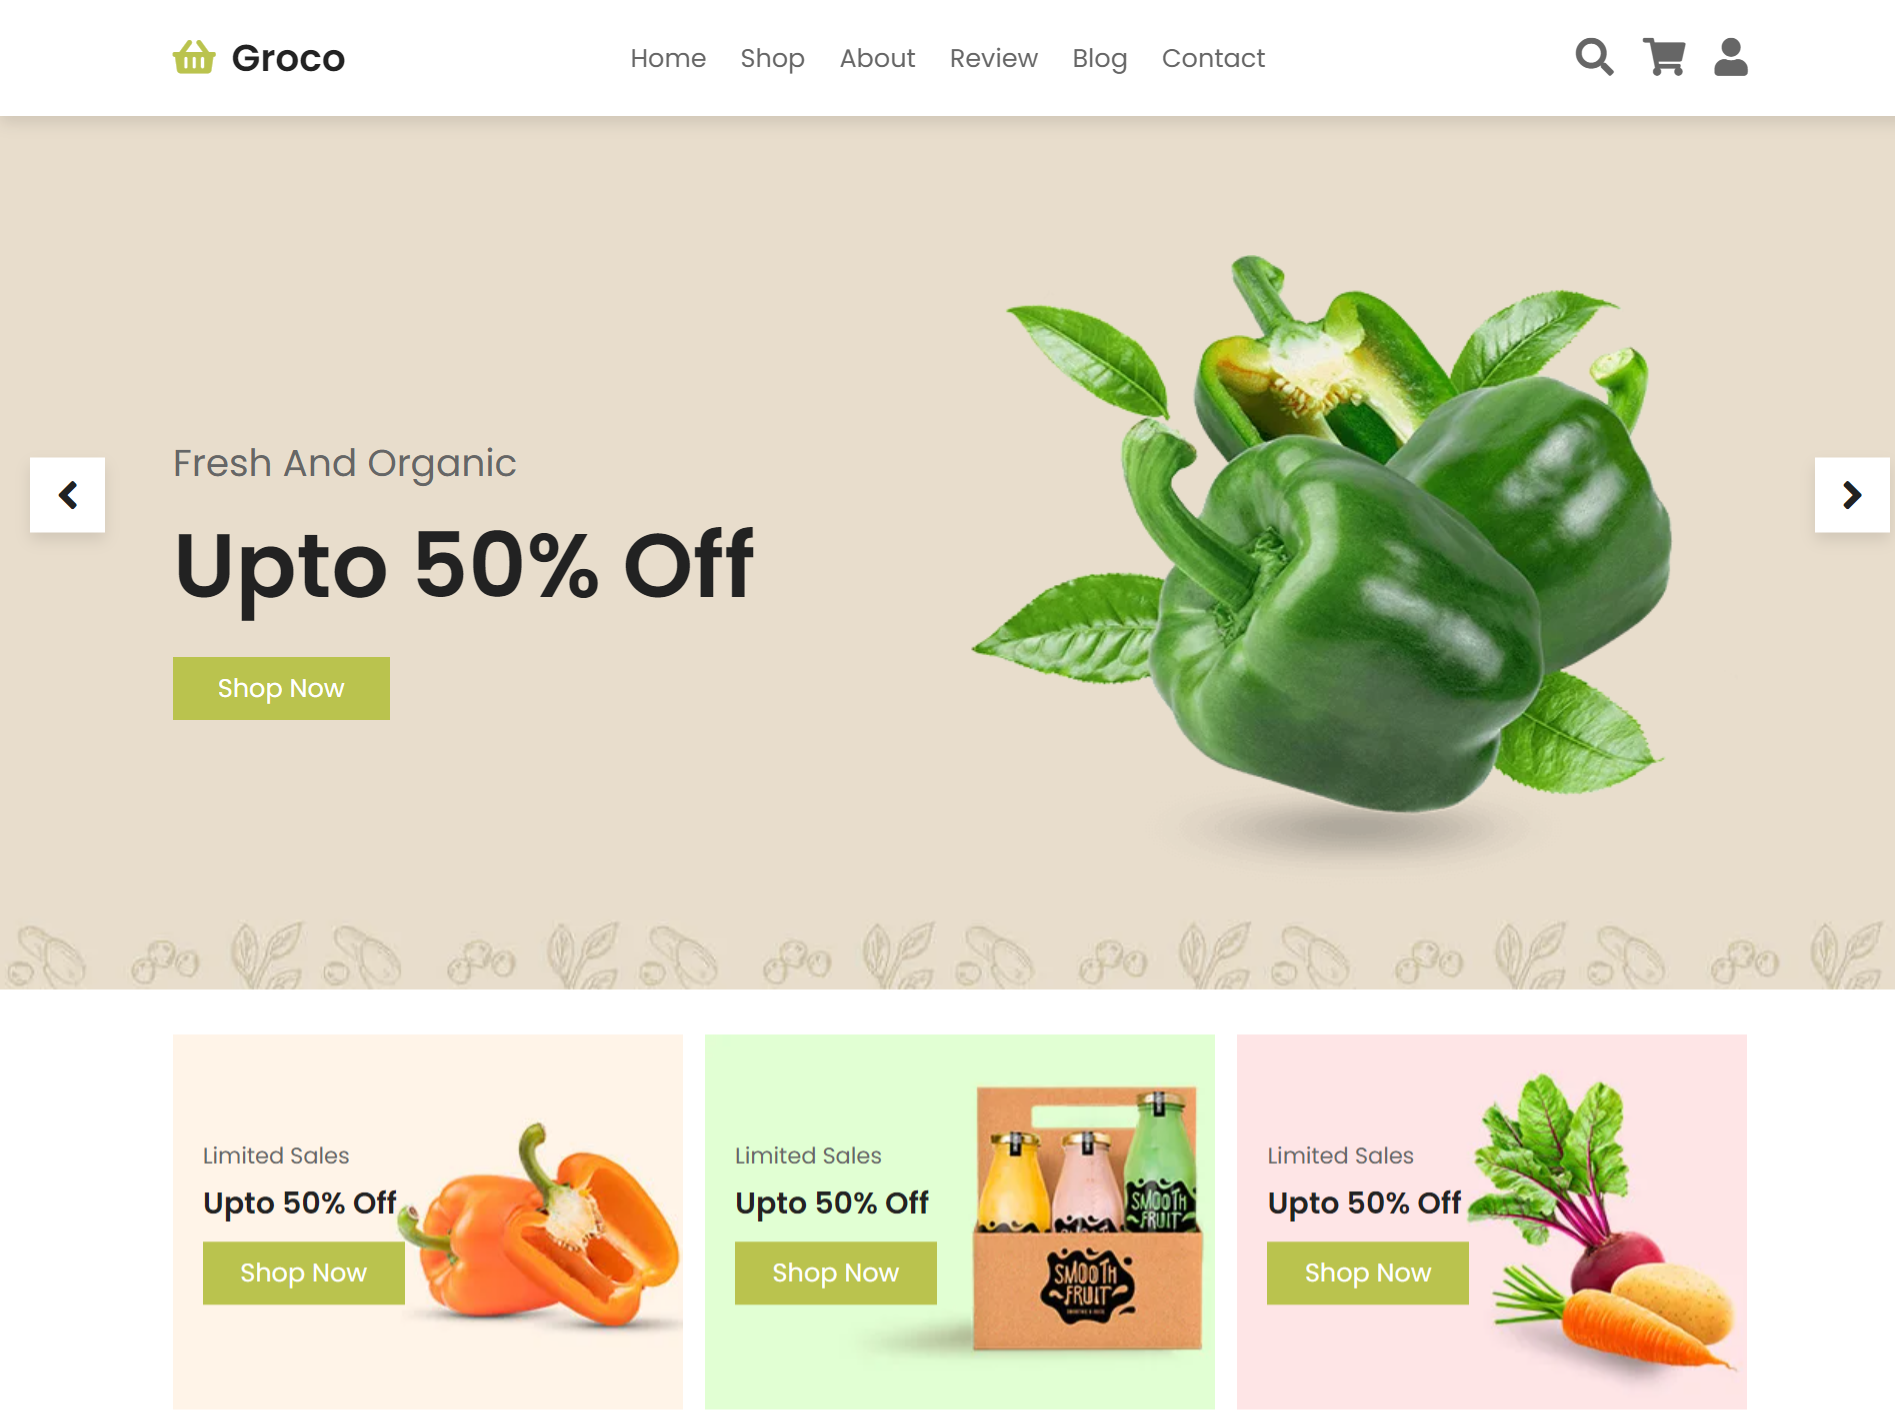 Groco
Home Shop About Review Blog Contact
Fresh And Organic
Upto 50% Off
Shop Now
Limited Sales
Upto 50% Off
Shop Now
Limited Sales
Upto 50% Off
Shop Now
SMOOTH
FRUIT
SMOOTH
FRUIT
Limited Sales
Upto 50% Off
Shop Now